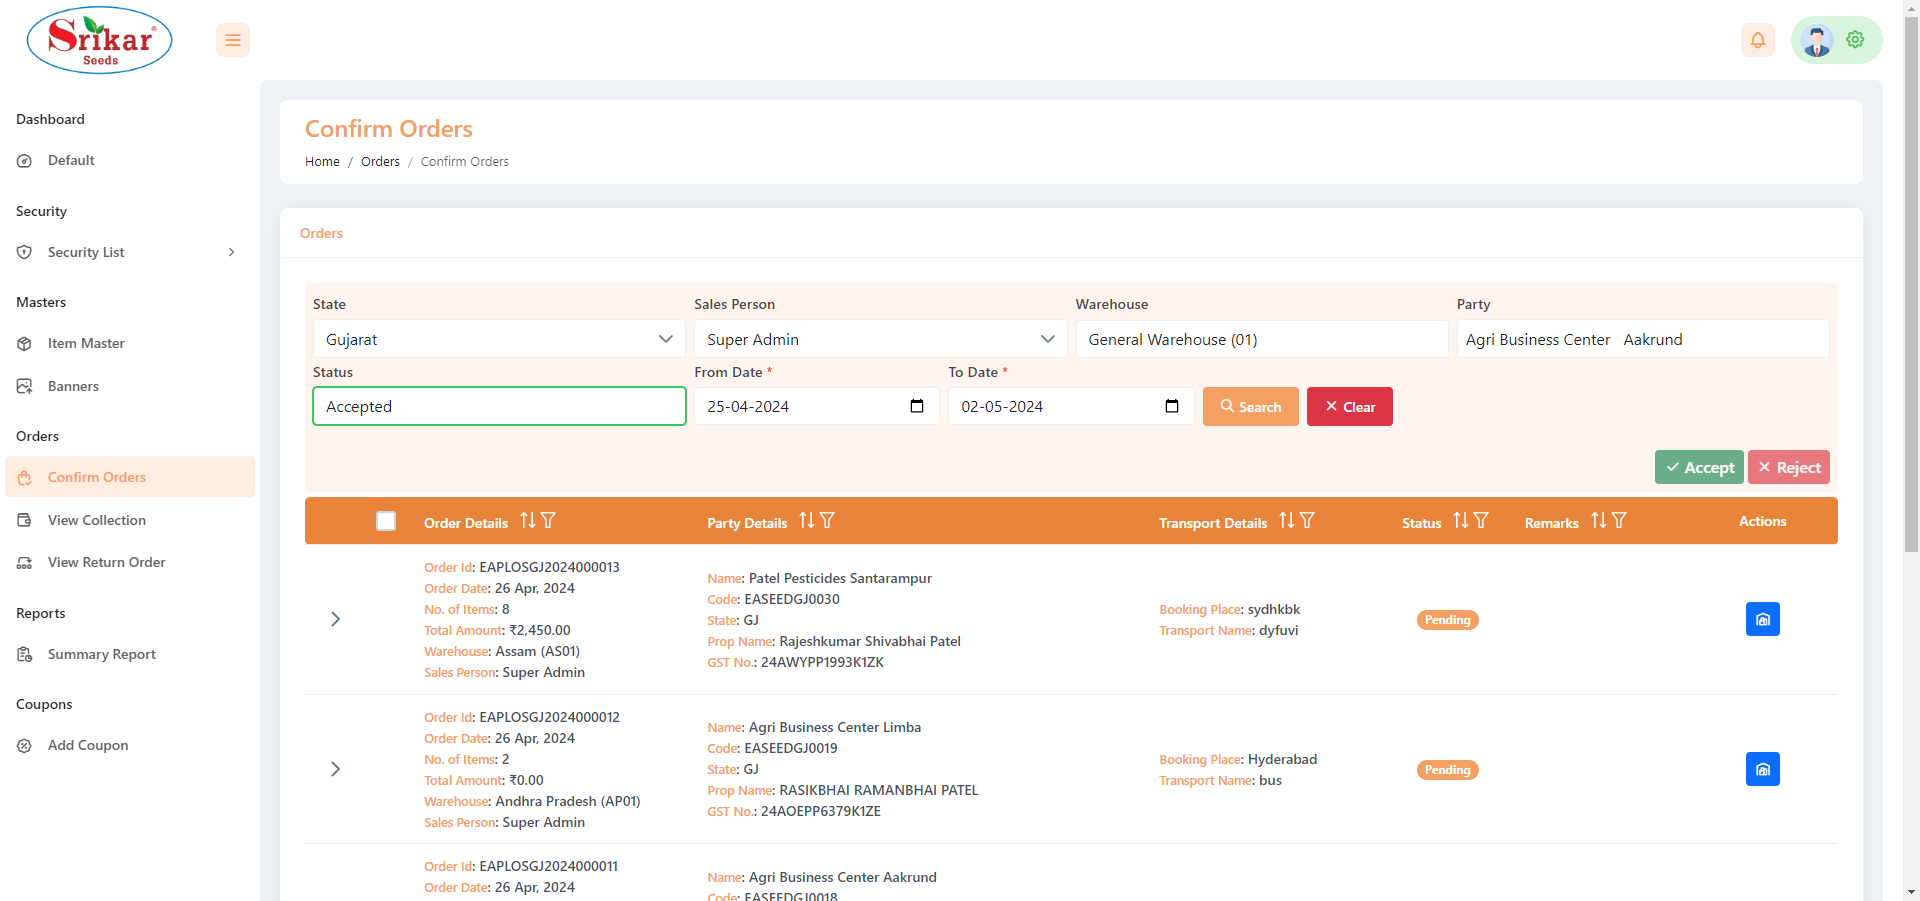 Srikar®
Seeds
Dashboard
Default
Security
Security List
Masters
Item Master
Banners
Orders
Confirm Orders
View Collection
View Return Order
Reports
Summary Report
Coupons
Add Coupon
Confirm Orders
Home / Orders / Confirm Orders
Orders
State Sales Person Warehouse Party
Gujarat Super Admin General Warehouse (01) Agri Business Center Aakrund
Status From Date * To Date *
Accepted 25-04-2024 02-05-2024 Search Clear
Accept Reject
Order Details Party Details Transport Details Status Remarks Actions
Order Id: EAPLOSGJ2024000013
Order Date: 26 Apr, 2024
No. of Items: 8
Total Amount: ₹2,450.00
Warehouse: Assam (AS01)
Sales Person: Super Admin
Name: Patel Pesticides Santarampur
Code: EASEEDGJ0030
State: GJ
Prop Name: Rajeshkumar Shivabhai Patel
GST No.: 24AWYPP1993K1ZK
Booking Place: sydhkbk
Transport Name: dyfuvi
Pending
Order Id: EAPLOSGJ2024000012
Order Date: 26 Apr, 2024
No. of Items: 2
Total Amount: ₹0.00
Warehouse: Andhra Pradesh (AP01)
Sales Person: Super Admin
Name: Agri Business Center Limba
Code: EASEEDGJ0019
State: GJ
Prop Name: RASIKBHAI RAMANBHAI PATEL
GST No.: 24AOEPP6379K1ZE
Booking Place: Hyderabad
Transport Name: bus
Pending
Order Id: EAPLOSGJ2024000011
Order Date: 26 Apr, 2024
Name: Agri Business Center Aakrund
Code: EASEEDGJ0018